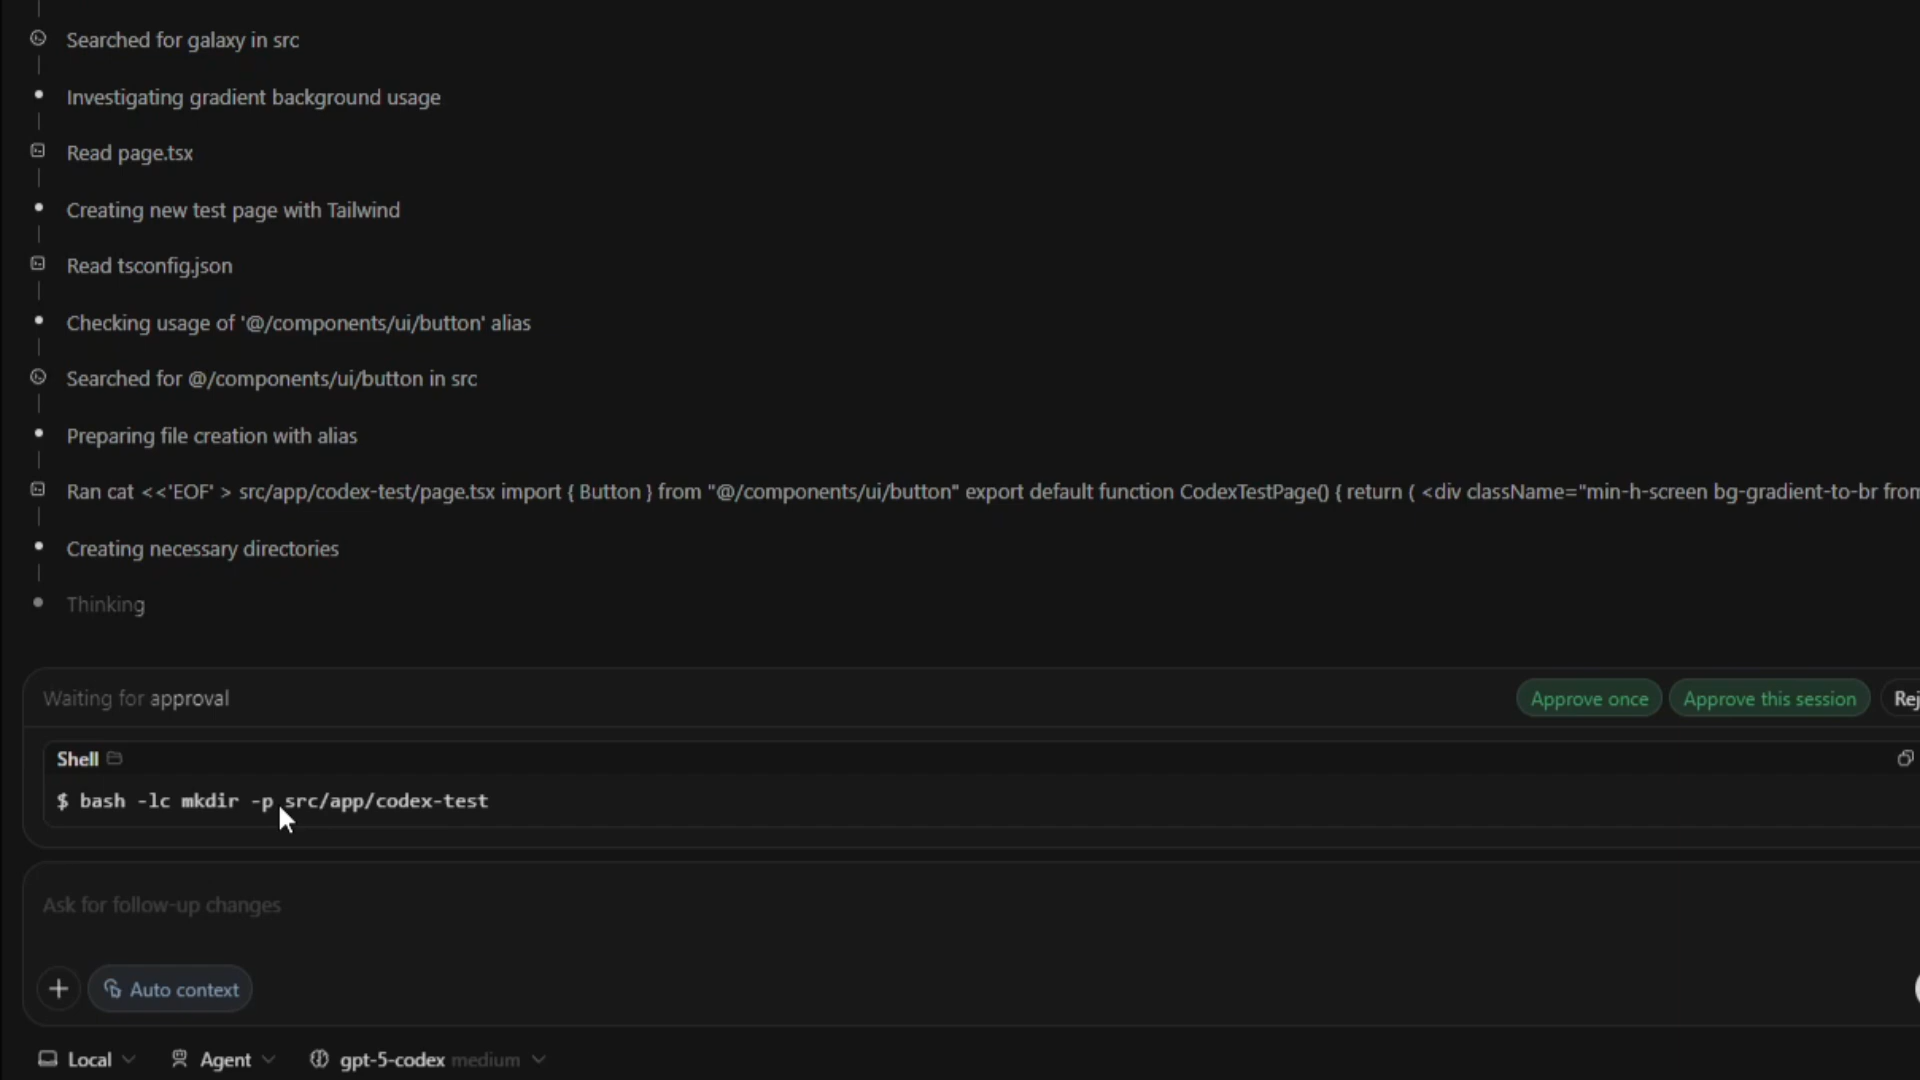 Searched for galaxy in src
Investigating gradient background usage
Read page.tsx
Creating new test page with Tailwind
Read tsconfig.json
Checking usage of '@/components/ui/button' alias
Searched for @/components/ui/button in src
Preparing file creation with alias
Ran cat <<'EOF' > src/app/codex-test/page.tsx import { Button } from "@/components/ui/button" export default function CodexTestPage() { return ( <div className="min-h-screen bg-gradient-to-br from
Creating necessary directories
Thinking
Waiting for approval Approve once Approve this session Rej
Shell
$ bash -lc mkdir -p src/app/codex-test
Ask for follow-up changes
Auto context
Local Agent gpt-5-codex medium